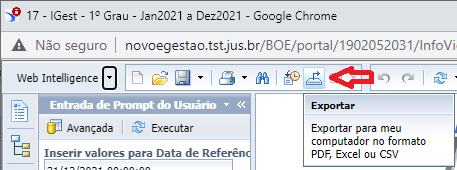 17 - IGest - 1º Grau - Jan2021 a Dez2021 - Google Chrome
Não seguro | novoegestao.tst.jus.br/BOE/portal/1902052031/InfoVi
Web Intelligence
Entrada de Prompt do Usuário
Avançada
Executar
Inserir valores para Data de Referênc
Exportar
Exportar para meu
computador no formato
PDF, Excel ou CSV